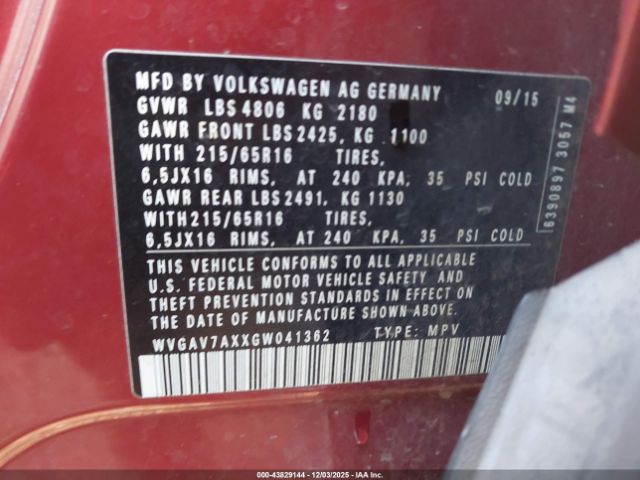 MFD BY VOLKSWAGEN AG GERMANY 09/15
GVWR LBS 4806 KG 2180
GAWR FRONT LBS 2425, KG 1100
WITH 215/65R16 TIRES,
6,5JX16 RIMS, AT 240 KPA, 35 PSI COLD
GAWR REAR LBS 2491, KG 1130
WITH 215/65R16 TIRES,
6,5JX16 RIMS, AT 240 KPA, 35 PSI COLD
THIS VEHICLE CONFORMS TO ALL APPLICABLE
U.S. FEDERAL MOTOR VEHICLE SAFETY AND
THEFT PREVENTION STANDARDS IN EFFECT ON
THE DATE OF MANUFACTURE SHOWN ABOVE.
WVGAV7AXXGW041362 TYPE: MPV
6390897 3057 M4
000-43829144 - 12/03/2025 - IAAI.COM